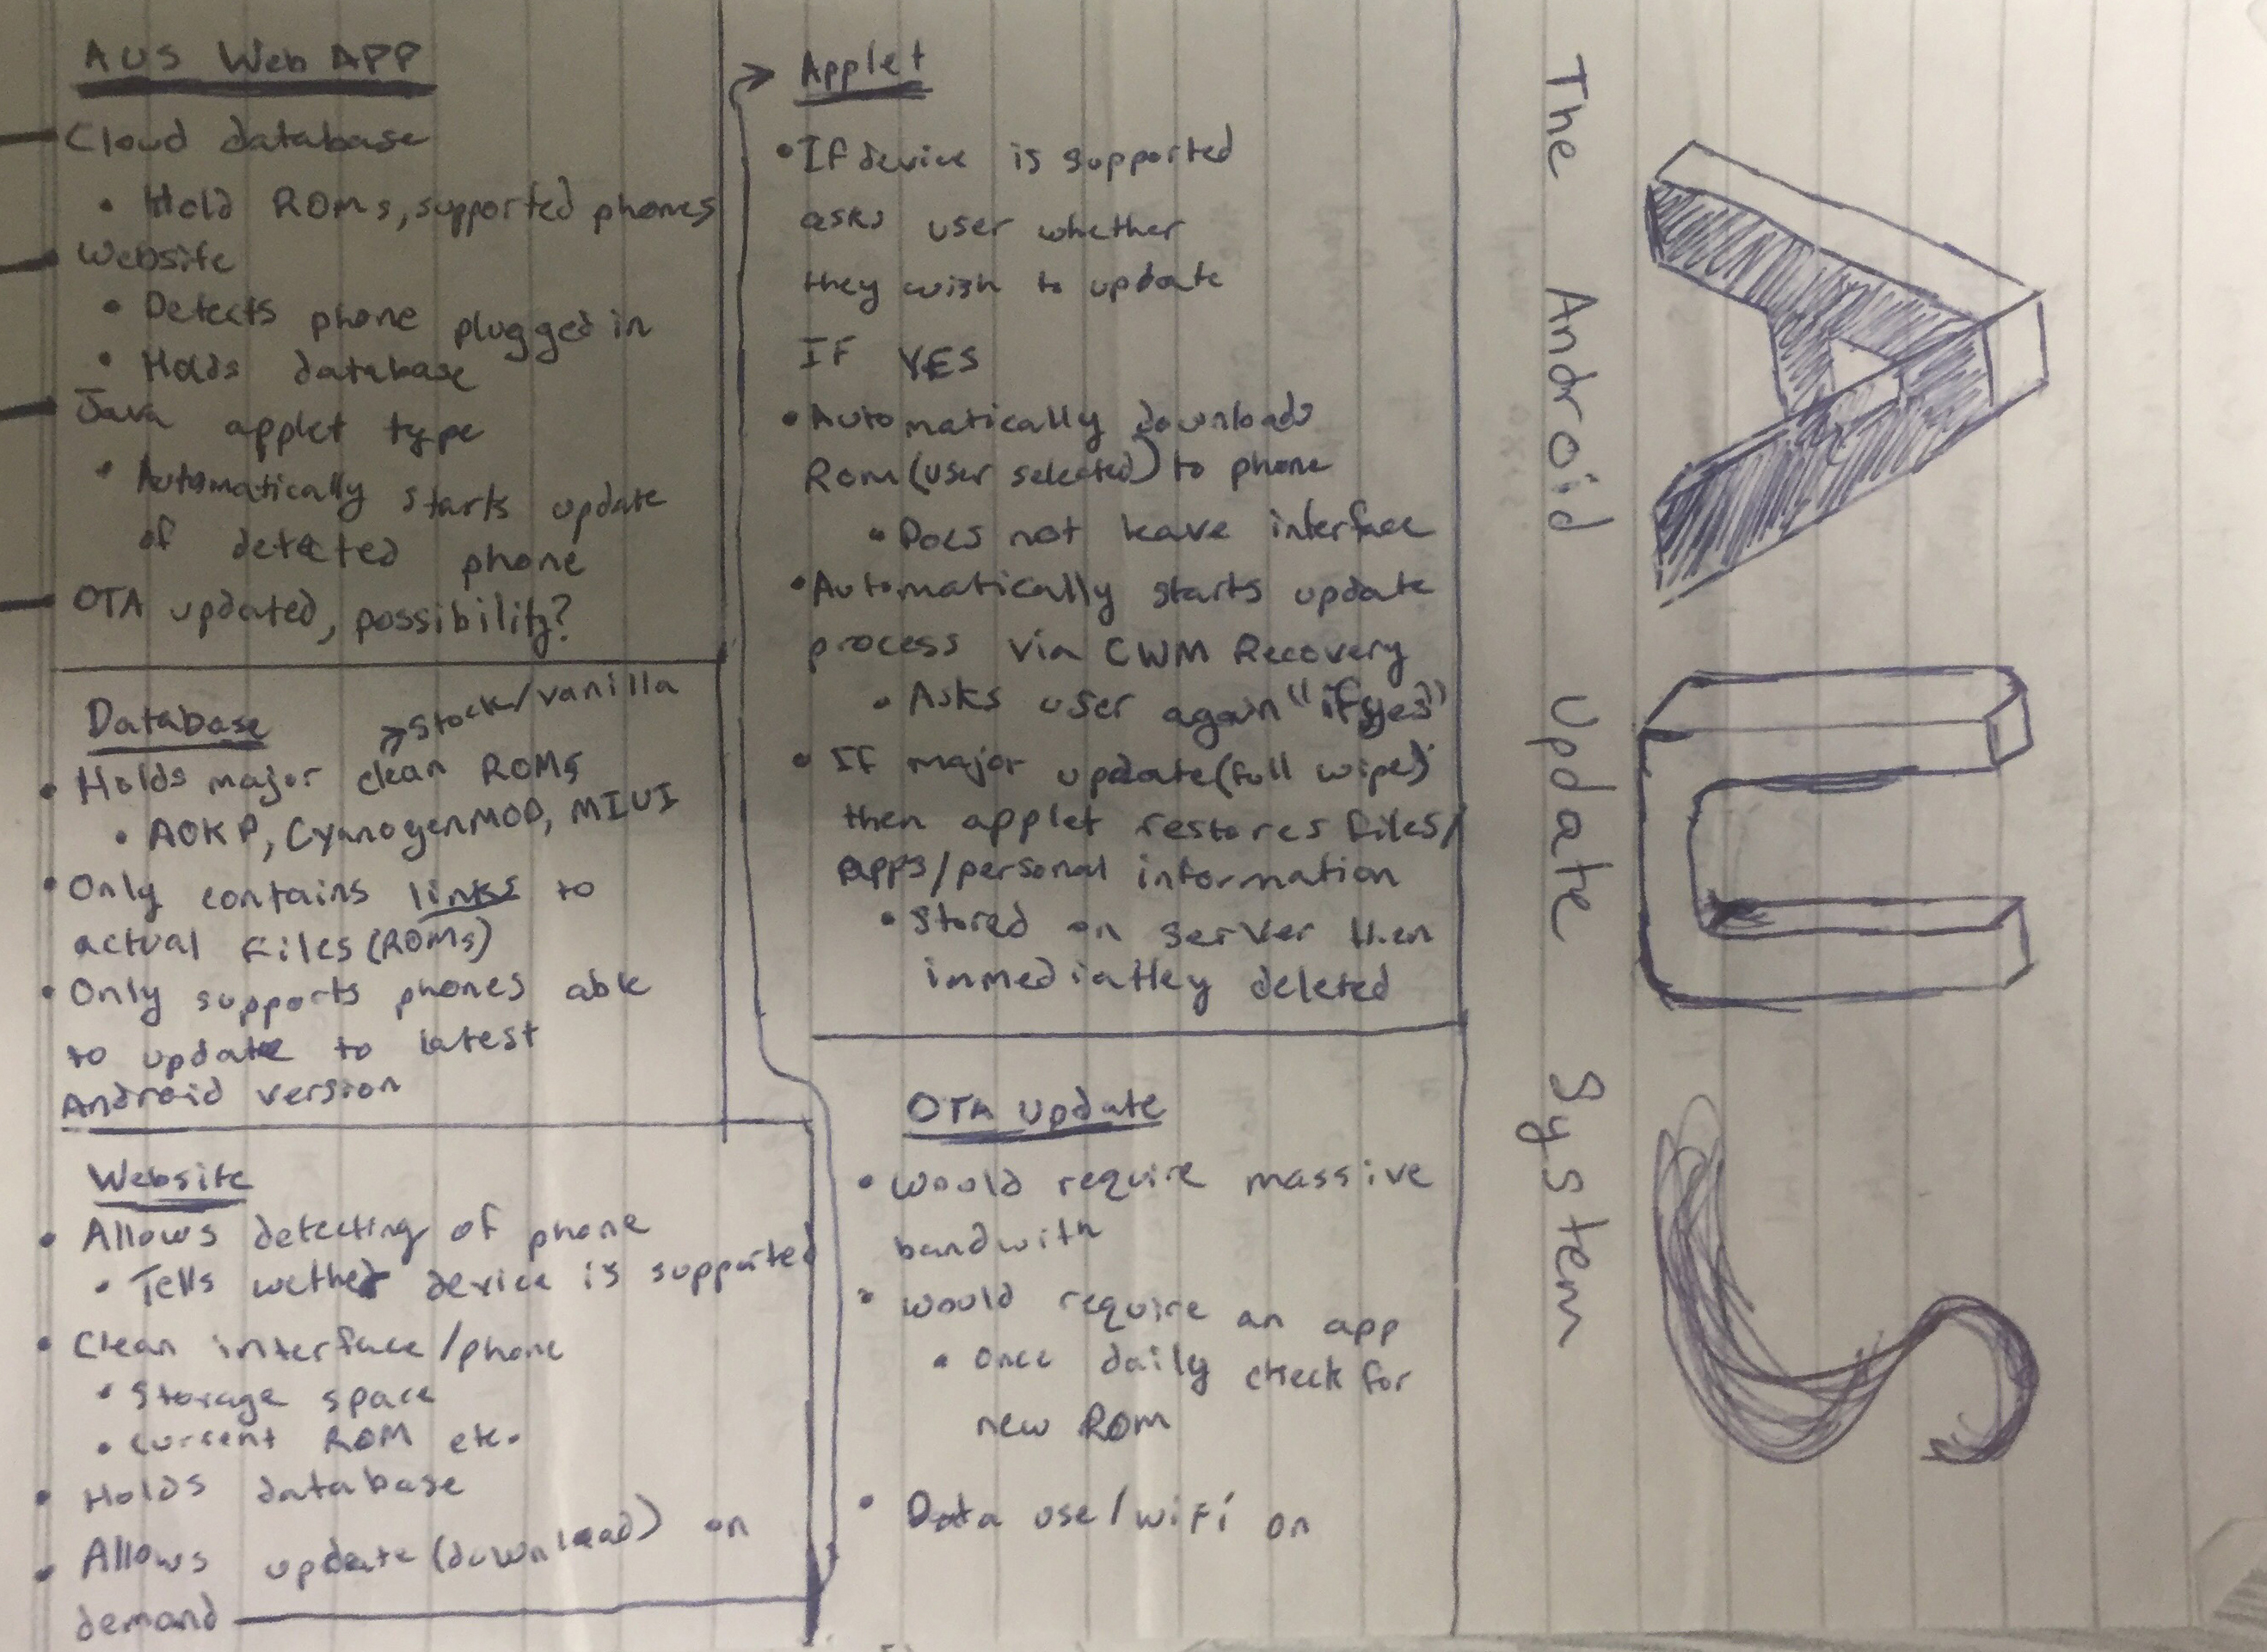 AUS Web APP
Cloud database
• Hold ROMs, supported phones
Website
• Detects phone plugged in
• Holds database
Java applet type
• Automatically starts update
of detected phone
OTA updated, possibility?
Database
→ stock/vanilla
• Holds major clean ROMs
• AOKP, CyanogenMOD, MIUI
• Only contains links to
actual files (ROMs)
• Only supports phones able
to update to latest
Android version
Website
• Allows detecting of phone
• Tells wether device is supported
• Clean interface/phone
• Storage space
• current ROM etc.
• Holds database
• Allows update (download) on
demand
→ Applet
• If device is supported
asks user whether
they wish to update
IF YES
• Automatically downloads
Rom (user selected) to phone
• Does not leave interface
• Automatically starts update
process via CWM Recovery
• Asks user again "if yes"
• If major update (full wipe)
then applet restores files/
apps/personal information
• Stored on server then
inmediatley deleted
OTA update
• Would require massive
bandwith
• would require an app
• once daily check for
new ROM
• Data use/wifi on
The Android Update System
A U S